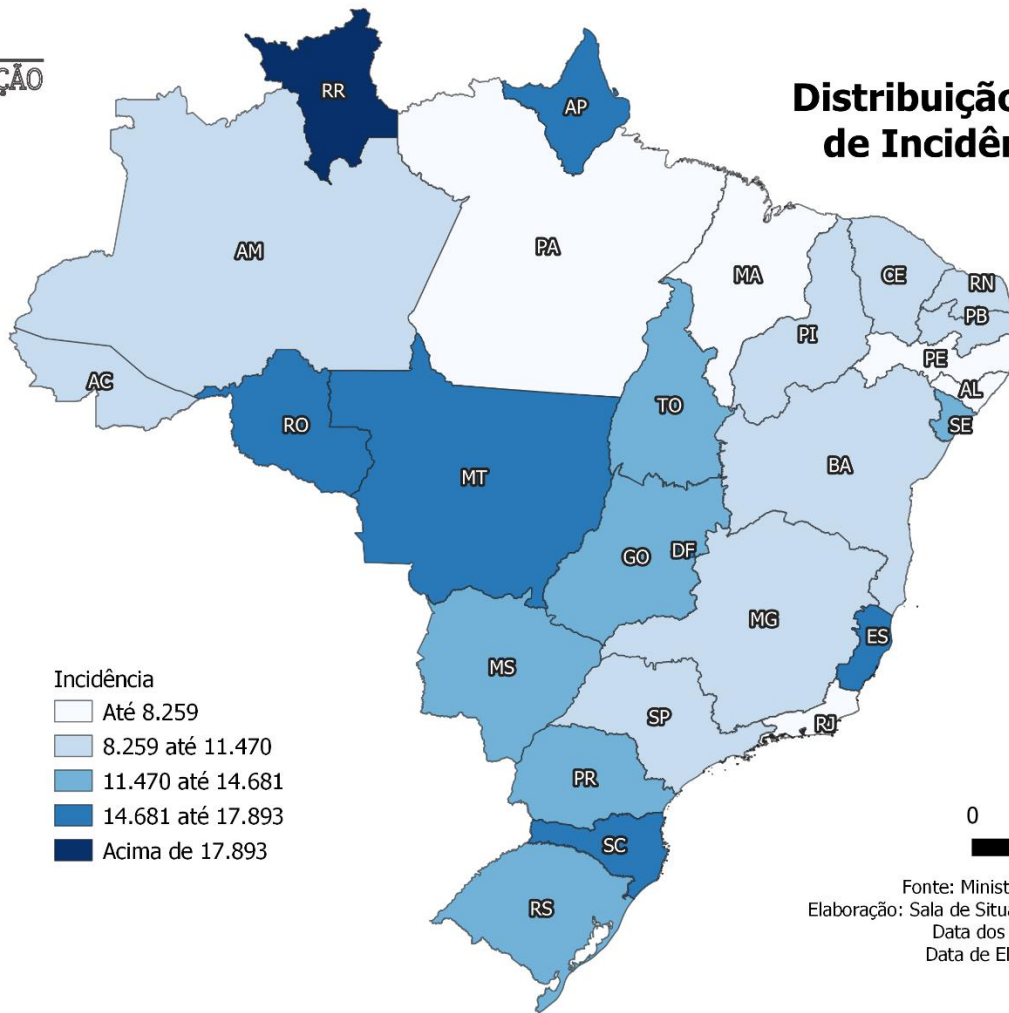 ÇÃO
Distribuição
de Incidên
RR
AP
AM
PA
MA
CE
RN
PB
PI
PE
AL
SE
AC
RO
TO
BA
MT
GO
DF
MG
ES
MS
SP
RJ
PR
SC
RS
Incidência
Até 8.259
8.259 até 11.470
11.470 até 14.681
14.681 até 17.893
Acima de 17.893
0
Fonte: Minist
Elaboração: Sala de Situa
Data dos
Data de El